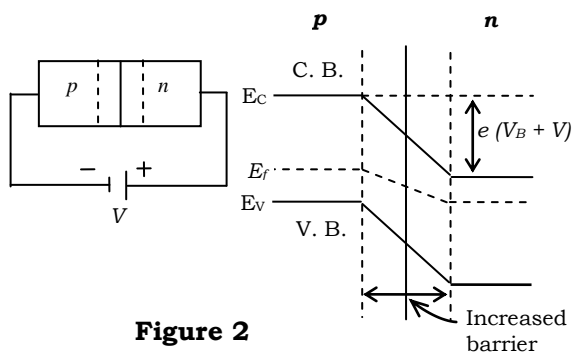 p n
C. B.
E_C
e (V_B + V)
p n
E_f
− +
E_V
V
V. B.
Increased
barrier
Figure 2